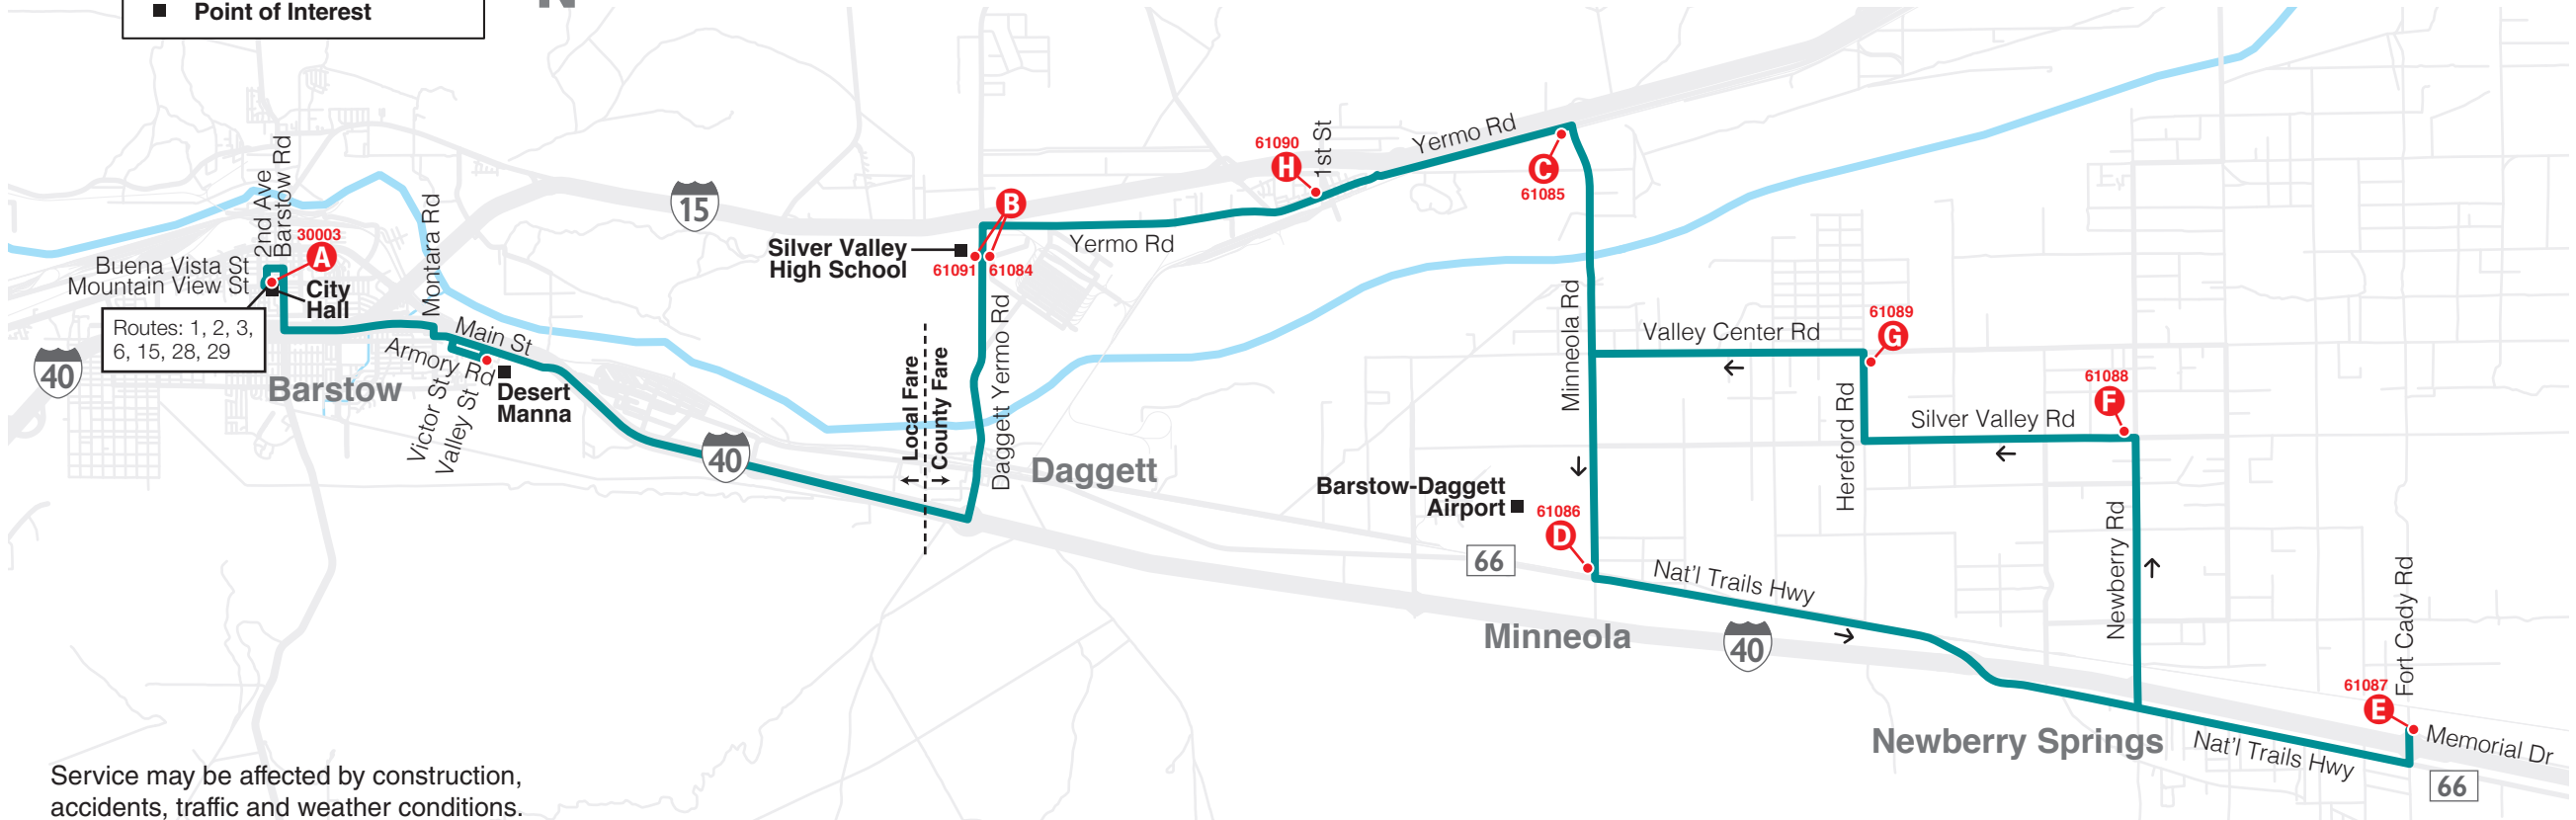 Point of Interest
N
2nd Ave
Barstow Rd
30003
A
Buena Vista St
Mountain View St
City
Hall
Routes: 1, 2, 3,
6, 15, 28, 29
40
Barstow
Montara Rd
Main St
Armory Rd
Victor St
Valley St
Desert
Manna
15
40
Local Fare
County Fare
Silver Valley
High School
B
61091
61084
Yermo Rd
Daggett Yermo Rd
Daggett
61090
H
1st St
Yermo Rd
C
61085
Minneola Rd
Valley Center Rd
61089
G
Hereford Rd
Silver Valley Rd
61088
F
Newberry Rd
Barstow-Daggett
Airport
61086
D
66
Nat'l Trails Hwy
Minneola
40
Newberry Springs
Nat'l Trails Hwy
Fort Cady Rd
61087
E
Memorial Dr
66
Service may be affected by construction,
accidents, traffic and weather conditions.